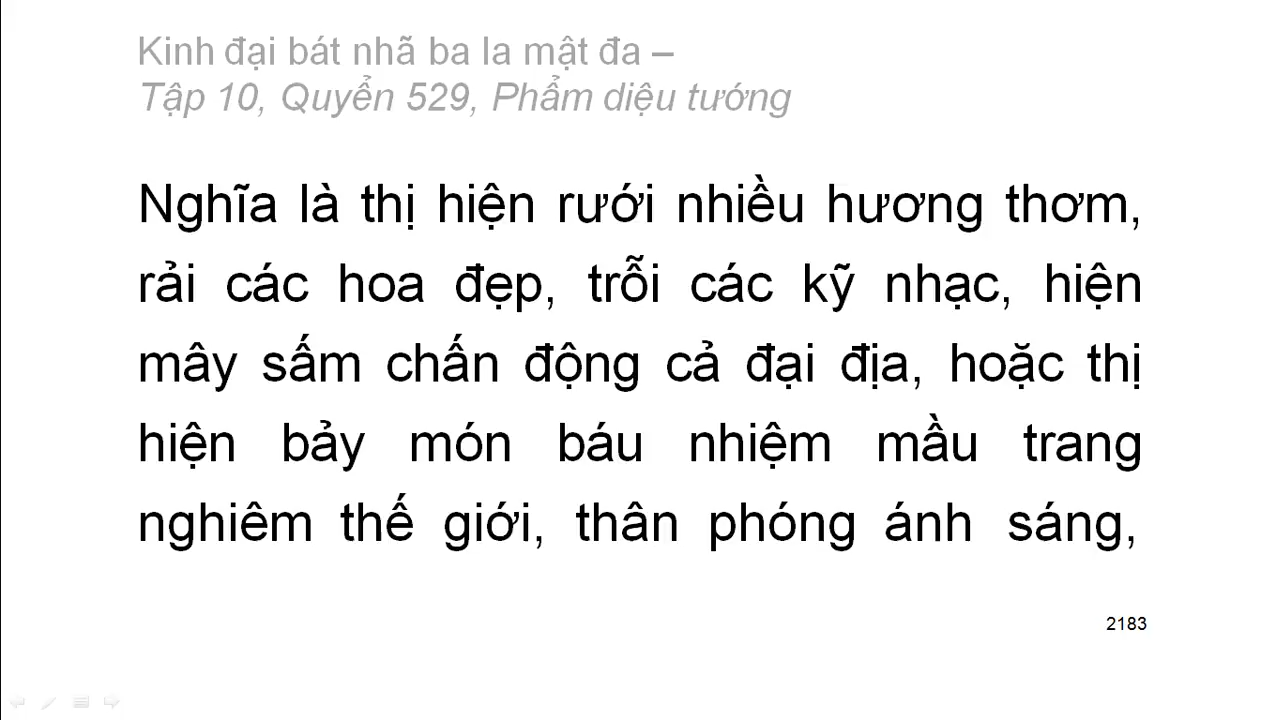 Kinh đại bát nhã ba la mật đa –
Tập 10, Quyển 529, Phẩm diệu tướng
Nghĩa là thị hiện rưới nhiều hương thơm,
rải các hoa đẹp, trỗi các kỹ nhạc, hiện
mây sấm chấn động cả đại địa, hoặc thị
hiện bảy món báu nhiệm mầu trang
nghiêm thế giới, thân phóng ánh sáng,
2183